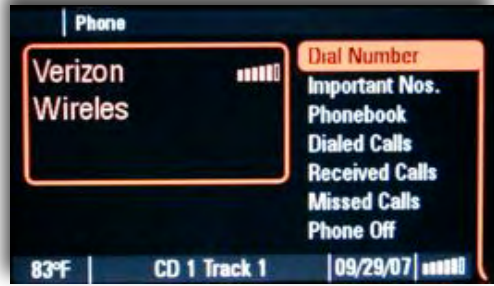 Phone
Verizon
Wireles
Dial Number
Important Nos.
Phonebook
Dialed Calls
Received Calls
Missed Calls
Phone Off
83°F CD 1 Track 1 09/29/07